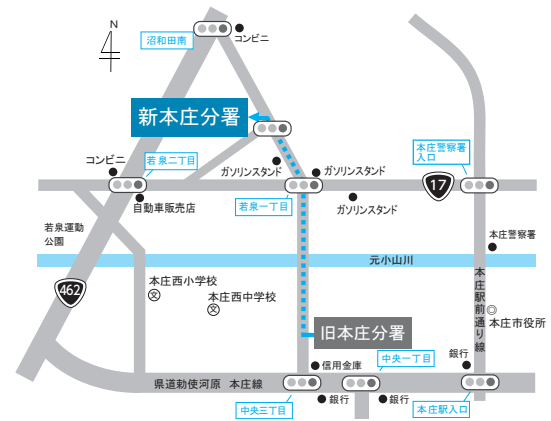 N
沼和田南
コンビニ
新本庄分署
コンビニ
若泉二丁目
ガソリンスタンド
ガソリンスタンド
本庄警察署
入口
17
自動車販売店
若泉一丁目
ガソリンスタンド
若泉運動
公園
本庄警察署
元小山川
462
本庄西小学校
文
本庄西中学校
文
本庄駅前通り線
本庄市役所
旧本庄分署
中央一丁目
銀行
信用金庫
県道勅使河原 本庄線
中央三丁目
銀行
銀行
本庄駅入口